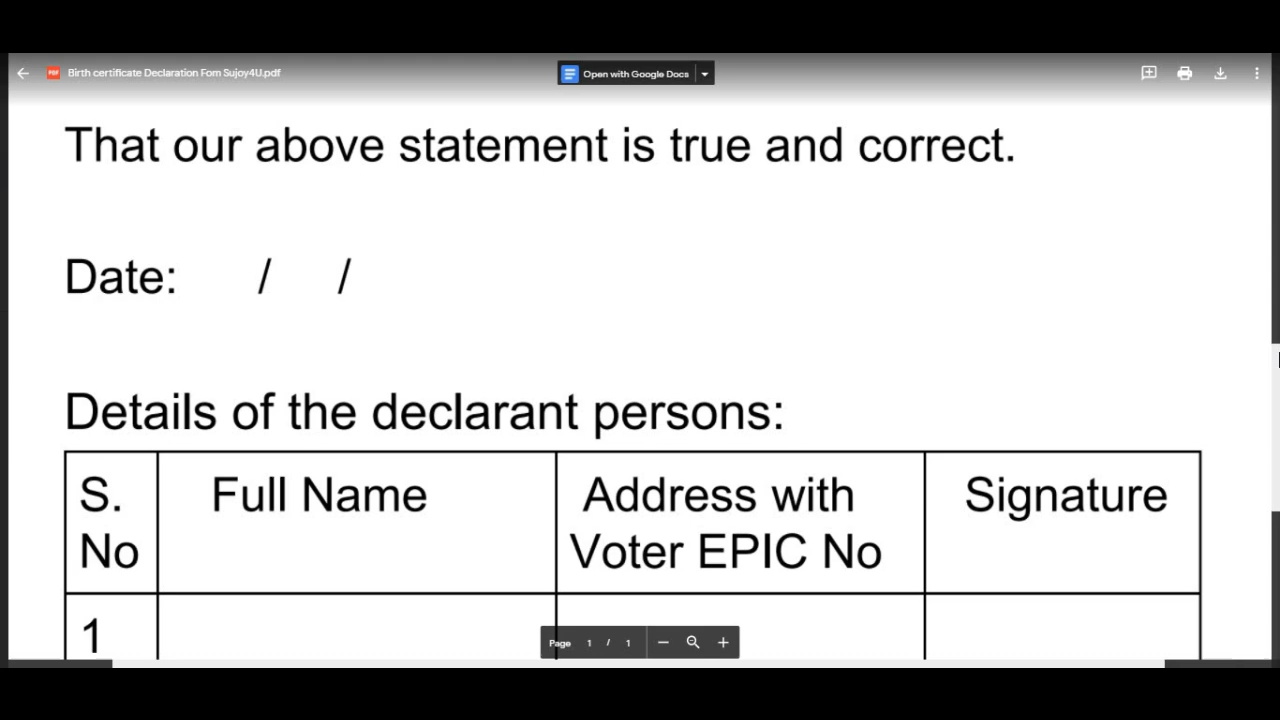 Birth certificate Declaration Fom Sujoy4U.pdf
Open with Google Docs
That our above statement is true and correct.
Date: / /
Details of the declarant persons:
S. No Full Name Address with Voter EPIC No Signature
1
Page 1 / 1